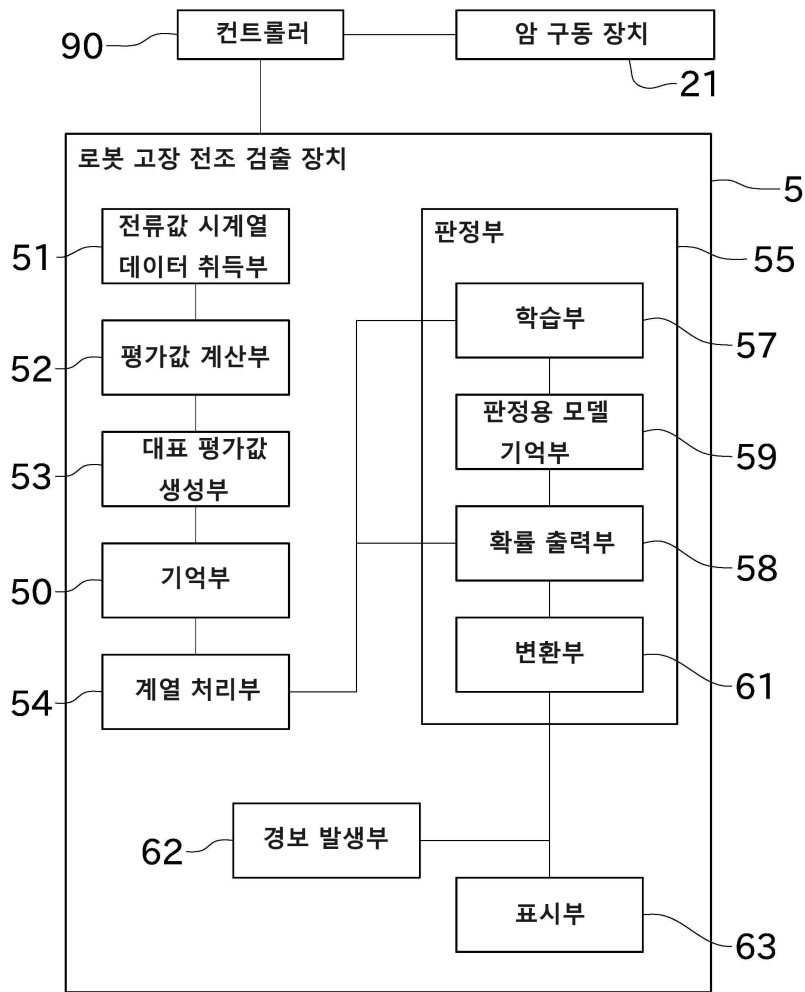 90
컨트롤러
암 구동 장치
21
로봇 고장 전조 검출 장치
5
51
전류값 시계열
데이터 취득부
52
평가값 계산부
53
대표 평가값
생성부
50
기억부
54
계열 처리부
판정부
55
학습부
57
판정용 모델
기억부
59
확률 출력부
58
변환부
61
62
경보 발생부
표시부
63